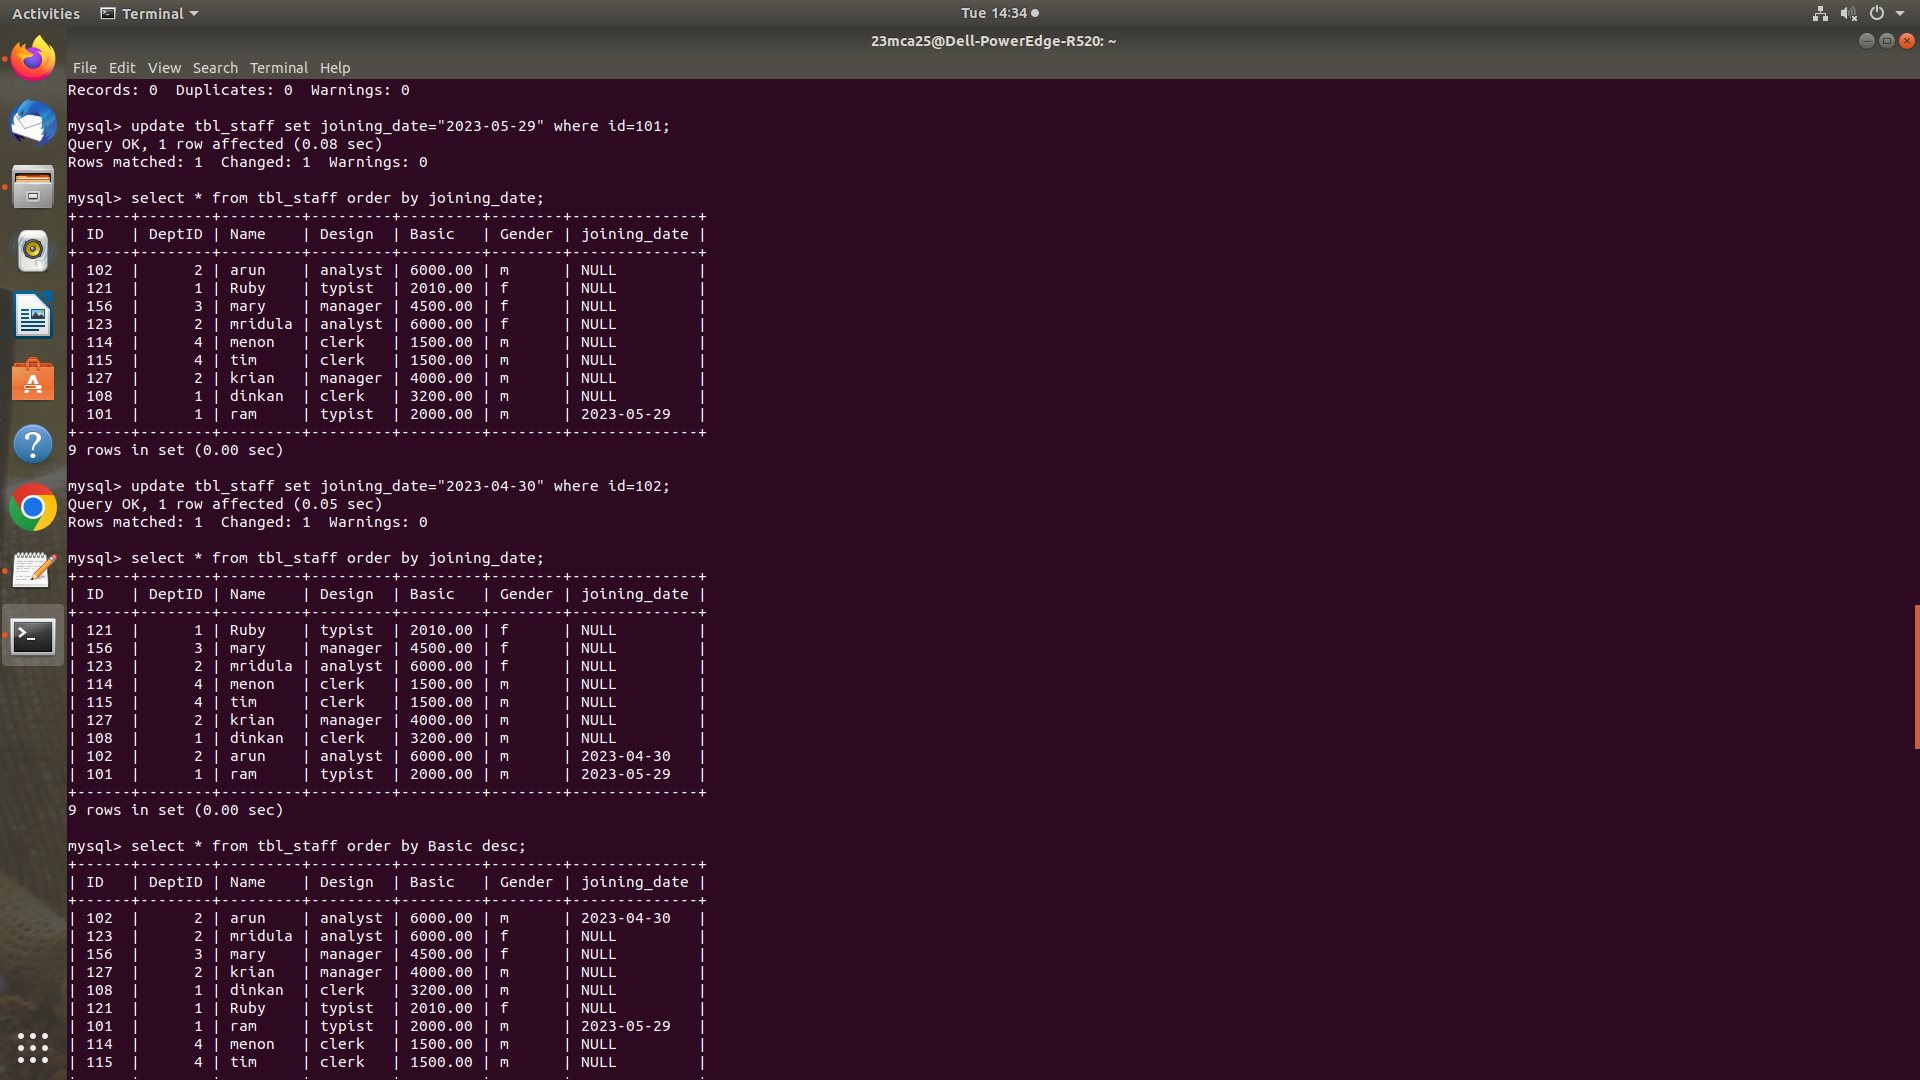 Activities Terminal Tue 14:34
23mca25@Dell-PowerEdge-R520: ~
File Edit View Search Terminal Help
Records: 0  Duplicates: 0  Warnings: 0
mysql> update tbl_staff set joining_date="2023-05-29" where id=101;
Query OK, 1 row affected (0.08 sec)
Rows matched: 1  Changed: 1  Warnings: 0
mysql> select * from tbl_staff order by joining_date;
+------+--------+---------+---------+---------+--------+--------------+
| ID   | DeptID | Name    | Design  | Basic   | Gender | joining_date |
+------+--------+---------+---------+---------+--------+--------------+
| 102  |      2 | arun    | analyst | 6000.00 | m      | NULL         |
| 121  |      1 | Ruby    | typist  | 2010.00 | f      | NULL         |
| 156  |      3 | mary    | manager | 4500.00 | f      | NULL         |
| 123  |      2 | mridula | analyst | 6000.00 | f      | NULL         |
| 114  |      4 | menon   | clerk   | 1500.00 | m      | NULL         |
| 115  |      4 | tim     | clerk   | 1500.00 | m      | NULL         |
| 127  |      2 | krian   | manager | 4000.00 | m      | NULL         |
| 108  |      1 | dinkan  | clerk   | 3200.00 | m      | NULL         |
| 101  |      1 | ram     | typist  | 2000.00 | m      | 2023-05-29   |
+------+--------+---------+---------+---------+--------+--------------+
9 rows in set (0.00 sec)
mysql> update tbl_staff set joining_date="2023-04-30" where id=102;
Query OK, 1 row affected (0.05 sec)
Rows matched: 1  Changed: 1  Warnings: 0
mysql> select * from tbl_staff order by joining_date;
+------+--------+---------+---------+---------+--------+--------------+
| ID   | DeptID | Name    | Design  | Basic   | Gender | joining_date |
+------+--------+---------+---------+---------+--------+--------------+
| 121  |      1 | Ruby    | typist  | 2010.00 | f      | NULL         |
| 156  |      3 | mary    | manager | 4500.00 | f      | NULL         |
| 123  |      2 | mridula | analyst | 6000.00 | f      | NULL         |
| 114  |      4 | menon   | clerk   | 1500.00 | m      | NULL         |
| 115  |      4 | tim     | clerk   | 1500.00 | m      | NULL         |
| 127  |      2 | krian   | manager | 4000.00 | m      | NULL         |
| 108  |      1 | dinkan  | clerk   | 3200.00 | m      | NULL         |
| 102  |      2 | arun    | analyst | 6000.00 | m      | 2023-04-30   |
| 101  |      1 | ram     | typist  | 2000.00 | m      | 2023-05-29   |
+------+--------+---------+---------+---------+--------+--------------+
9 rows in set (0.00 sec)
mysql> select * from tbl_staff order by Basic desc;
+------+--------+---------+---------+---------+--------+--------------+
| ID   | DeptID | Name    | Design  | Basic   | Gender | joining_date |
+------+--------+---------+---------+---------+--------+--------------+
| 102  |      2 | arun    | analyst | 6000.00 | m      | 2023-04-30   |
| 123  |      2 | mridula | analyst | 6000.00 | f      | NULL         |
| 156  |      3 | mary    | manager | 4500.00 | f      | NULL         |
| 127  |      2 | krian   | manager | 4000.00 | m      | NULL         |
| 108  |      1 | dinkan  | clerk   | 3200.00 | m      | NULL         |
| 121  |      1 | Ruby    | typist  | 2010.00 | f      | NULL         |
| 101  |      1 | ram     | typist  | 2000.00 | m      | 2023-05-29   |
| 114  |      4 | menon   | clerk   | 1500.00 | m      | NULL         |
| 115  |      4 | tim     | clerk   | 1500.00 | m      | NULL         |